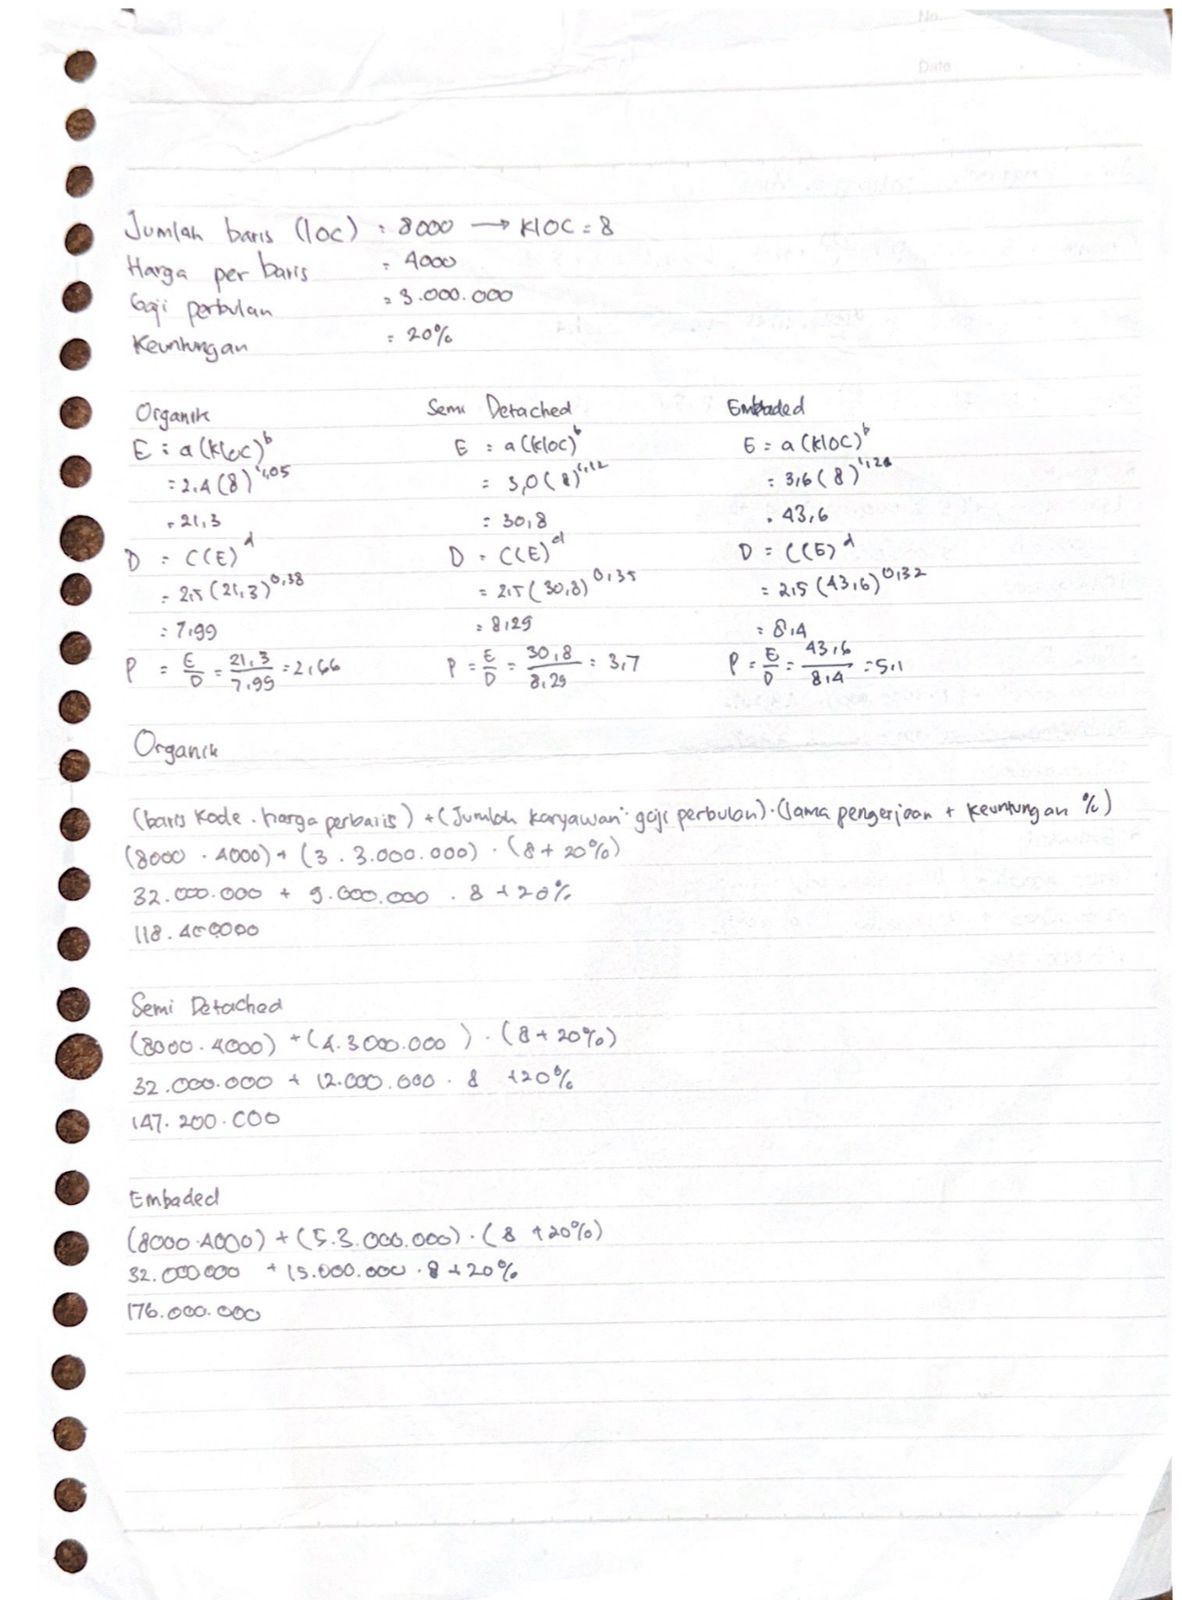 No.
Date
Jumlah baris (loc) = 8000 → KlOC = 8
Harga per baris = 4000
Gaji perbulan = 3.000.000
Keuntungan = 20%
Organik Semi Detached Embaded
E = a (Kloc)^b E = a (Kloc)^b E = a (KlOC)^b
= 2,4 (8)^1,05 = 3,0 (8)^1,12 = 3,6 (8)^1,20
= 21,3 = 30,8 = 43,6
D = C(E)^d D = C(E)^d D = C(E)^d
= 2,5 (21,3)^0,38 = 2,5 (30,8)^0,35 = 2,5 (43,6)^0,32
= 7,99 = 8,29 = 8,4
P = E/D = 21,3/7,99 = 2,66 P = E/D = 30,8/8,29 = 3,7 P = E/D = 43,6/8,4 = 5,1
Organik
(baris kode . harga perbaris) + (Jumlah karyawan . gaji perbulan) . (lama pengerjaan + keuntungan %)
(8000 . 4000) + (3 . 3.000.000) . (8 + 20%)
32.000.000 + 9.000.000 . 8 + 20%
118.400000
Semi Detached
(8000 . 4000) + (4.3000.000) . (8 + 20%)
32.000.000 + 12.000.000 . 8 + 20%
147.200.000
Embaded
(8000.4000) + (5.3.000.000) . (8 + 20%)
32.000000 + 15.000.000 . 8 + 20%
176.000.000